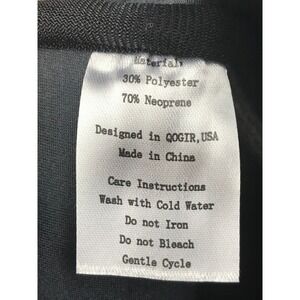 Material:
30% Polyester
70% Neoprene
Designed in QOGIR,USA
Made in China
Care Instructions
Wash with Cold Water
Do not Iron
Do not Bleach
Gentle Cycle